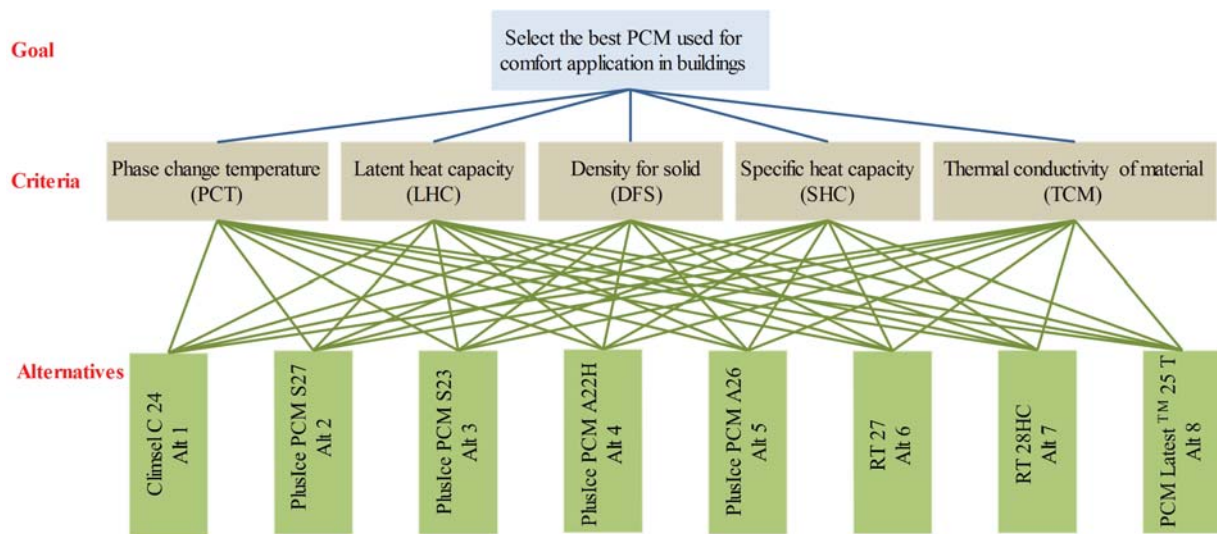 Goal
Select the best PCM used for
comfort application in buildings
Criteria
Phase change temperature
(PCT)
Latent heat capacity
(LHC)
Density for solid
(DFS)
Specific heat capacity
(SHC)
Thermal conductivity of material
(TCM)
Alternatives
Climsel C 24
Alt 1
PlusIce PCM S27
Alt 2
PlusIce PCM S23
Alt 3
PlusIce PCM A22H
Alt 4
PlusIce PCM A26
Alt 5
RT 27
Alt 6
RT 28HC
Alt 7
PCM Latest ™ 25 T
Alt 8